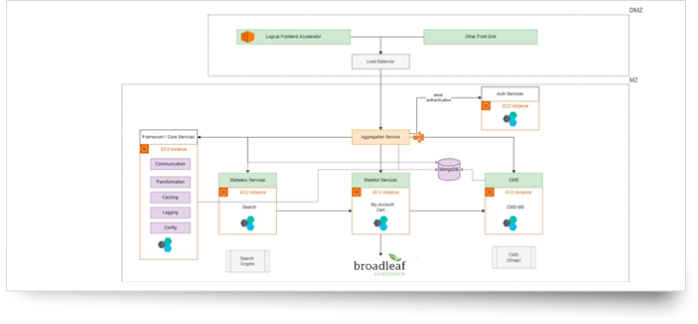 DMZ
Logical Frontend Accelerator
Other Front End
Load Balancer
MZ
store
authentication
Auth Services
EC2 instance
Framework / Core Services
EC2 instance
Communication
Transformation
Caching
Logging
Config
Aggregation Service
MongoDB
Stateless Services
EC2 instance
Search
Stateful Services
EC2 instance
My Account
Cart
CMS
EC2 instance
CMS MS
Search
Engine
broadleaf
COMMERCE
CMS
(Strapi)